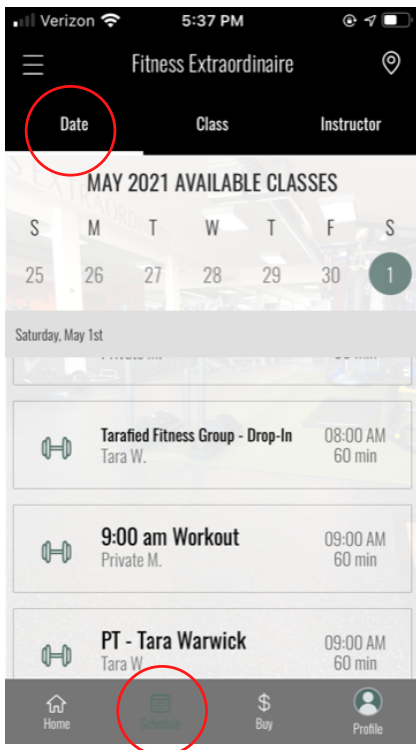 Verizon 5:37 PM
Fitness Extraordinaire
Date Class Instructor
MAY 2021 AVAILABLE CLASSES
S M T W T F S
25 26 27 28 29 30 1
Saturday, May 1st
Tarafied Fitness Group - Drop-In 08:00 AM
Tara W. 60 min
9:00 am Workout 09:00 AM
Private M. 60 min
PT - Tara Warwick 09:00 AM
Tara W. 60 min
$
Home Schedule Buy Profile